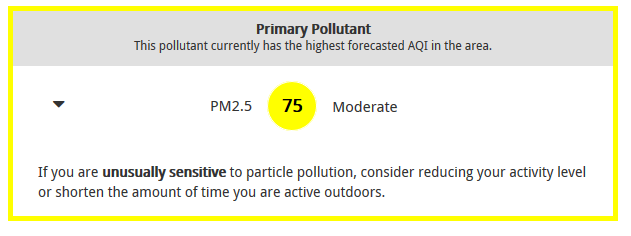 Primary Pollutant
This pollutant currently has the highest forecasted AQI in the area.
PM2.5 75 Moderate
If you are unusually sensitive to particle pollution, consider reducing your activity level
or shorten the amount of time you are active outdoors.